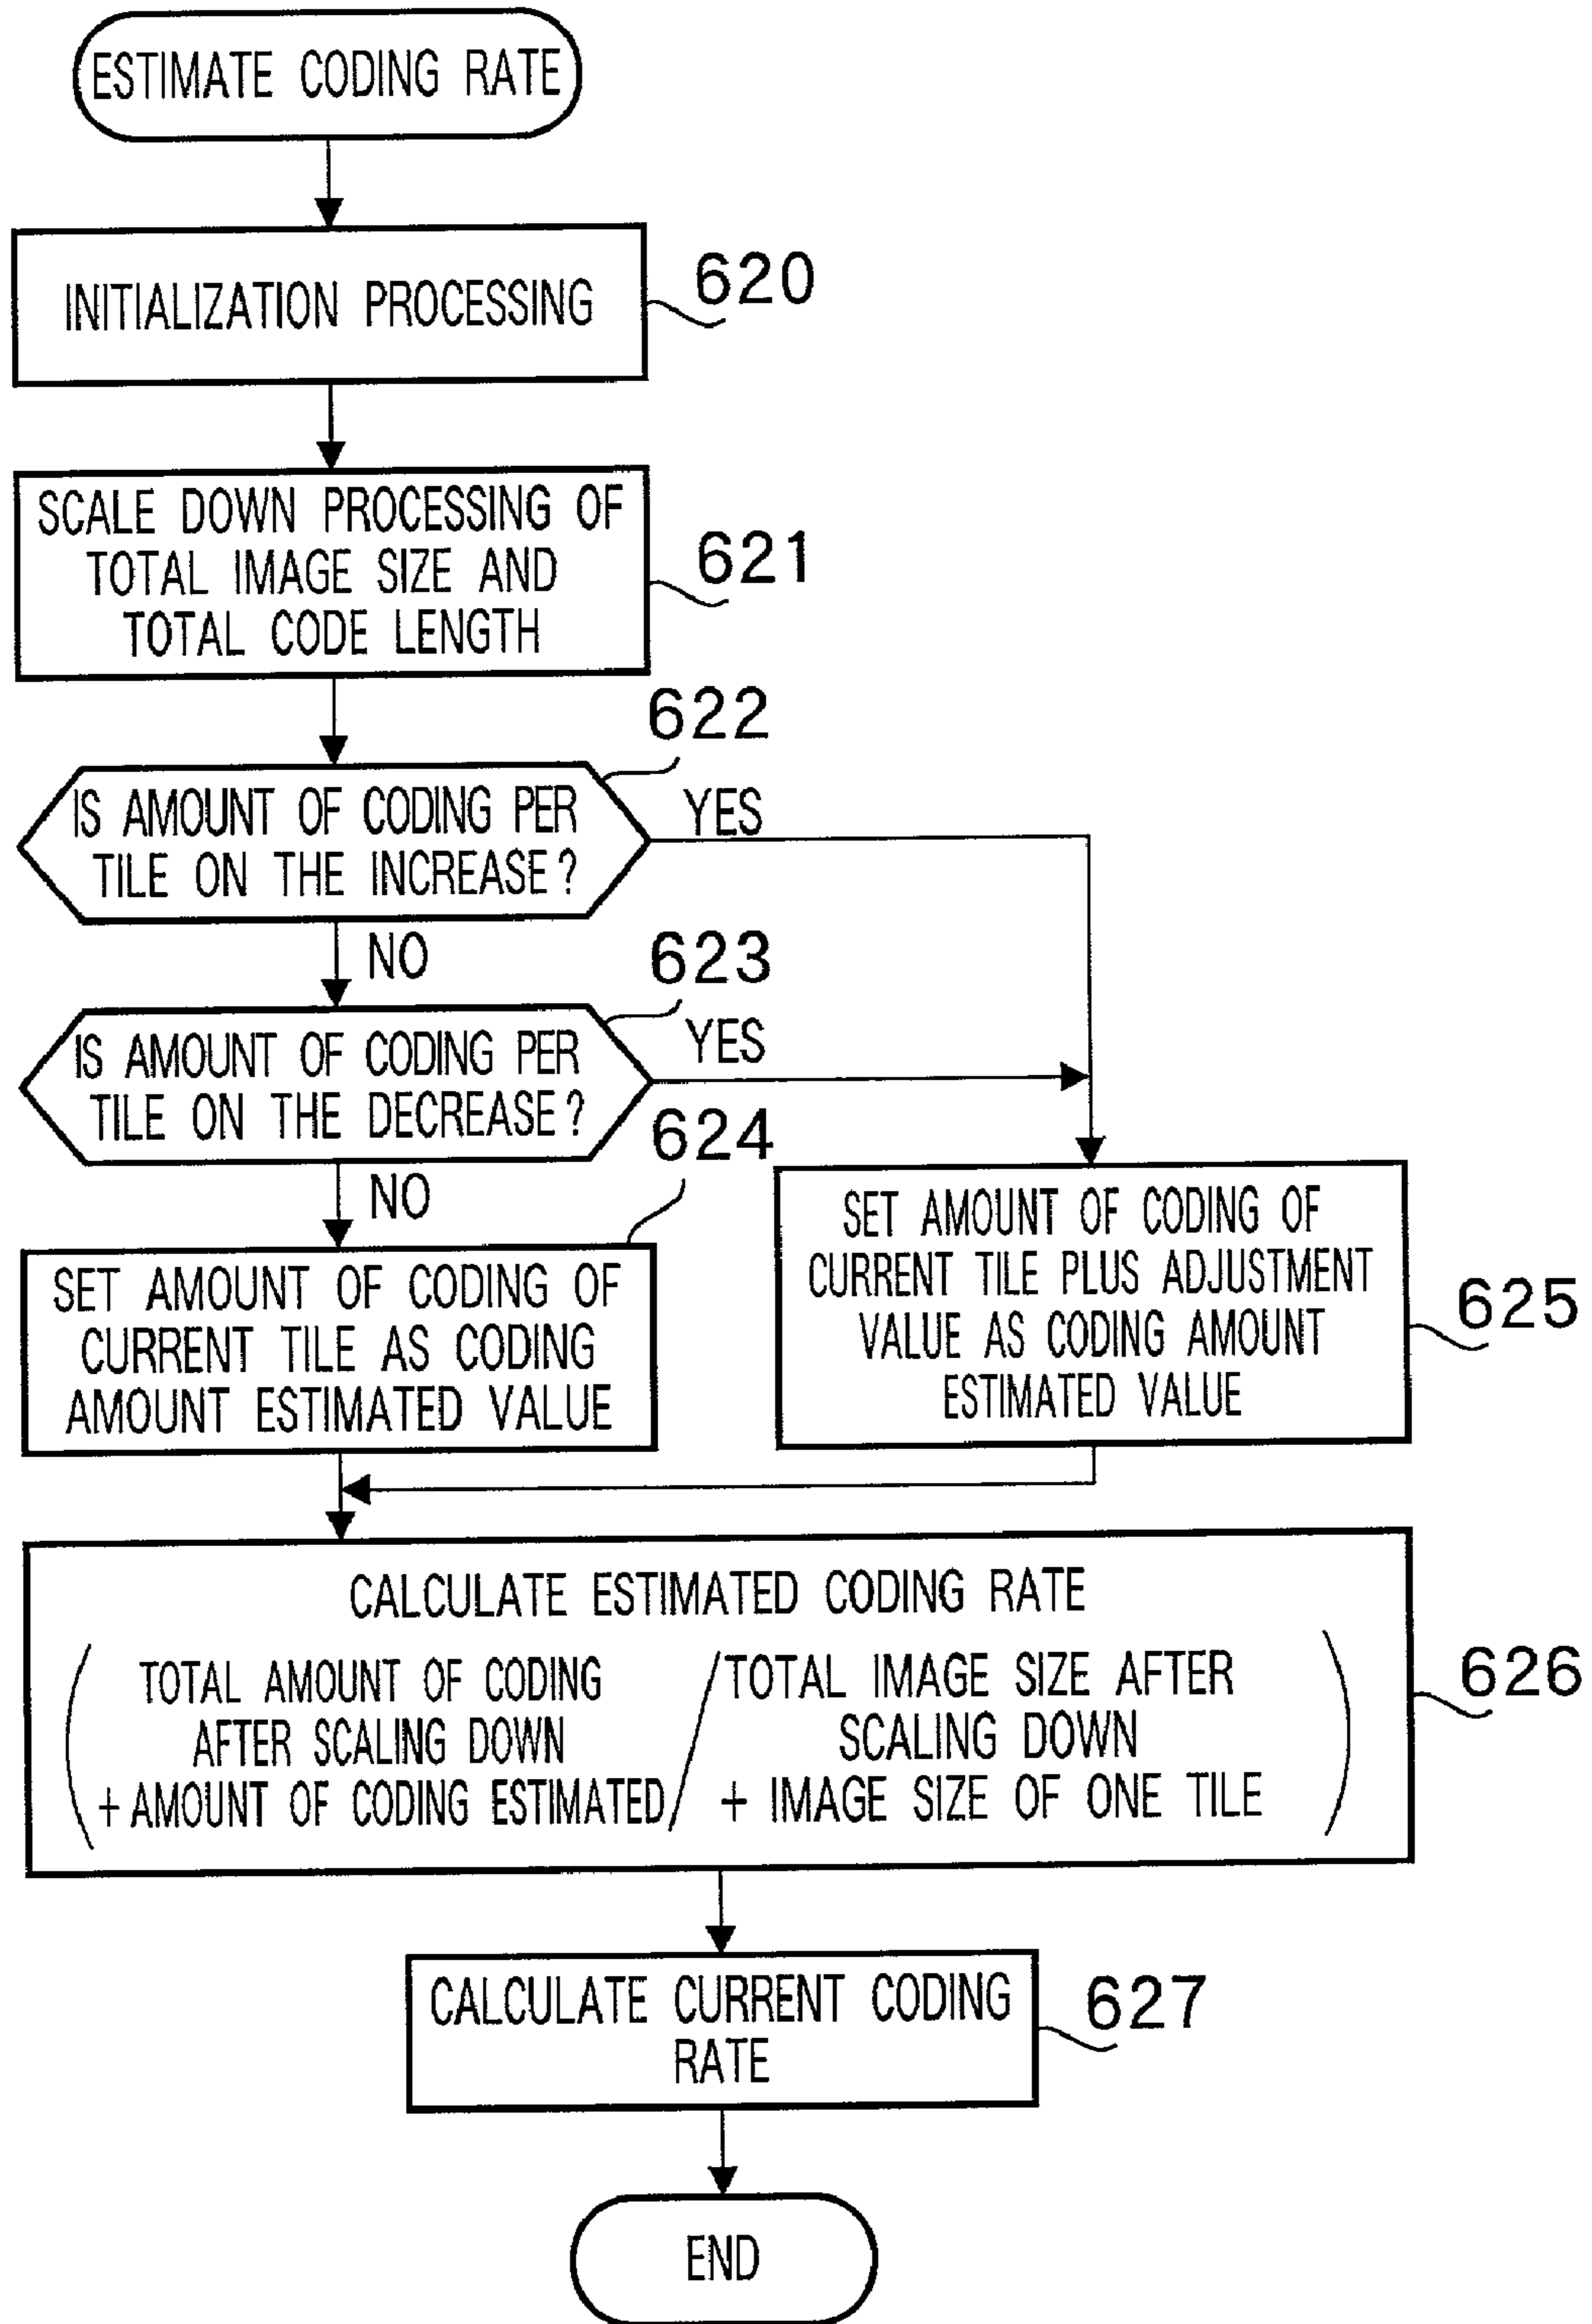 ESTIMATE CODING RATE
INITIALIZATION PROCESSING
620
SCALE DOWN PROCESSING OF
TOTAL IMAGE SIZE AND
TOTAL CODE LENGTH
621
622
IS AMOUNT OF CODING PER
TILE ON THE INCREASE?
YES
NO
623
IS AMOUNT OF CODING PER
TILE ON THE DECREASE?
YES
NO
624
SET AMOUNT OF CODING OF
CURRENT TILE AS CODING
AMOUNT ESTIMATED VALUE
SET AMOUNT OF CODING OF
CURRENT TILE PLUS ADJUSTMENT
VALUE AS CODING AMOUNT
ESTIMATED VALUE
625
CALCULATE ESTIMATED CODING RATE
( TOTAL AMOUNT OF CODING
AFTER SCALING DOWN
+ AMOUNT OF CODING ESTIMATED /
TOTAL IMAGE SIZE AFTER
SCALING DOWN
+ IMAGE SIZE OF ONE TILE )
626
CALCULATE CURRENT CODING
RATE
627
END